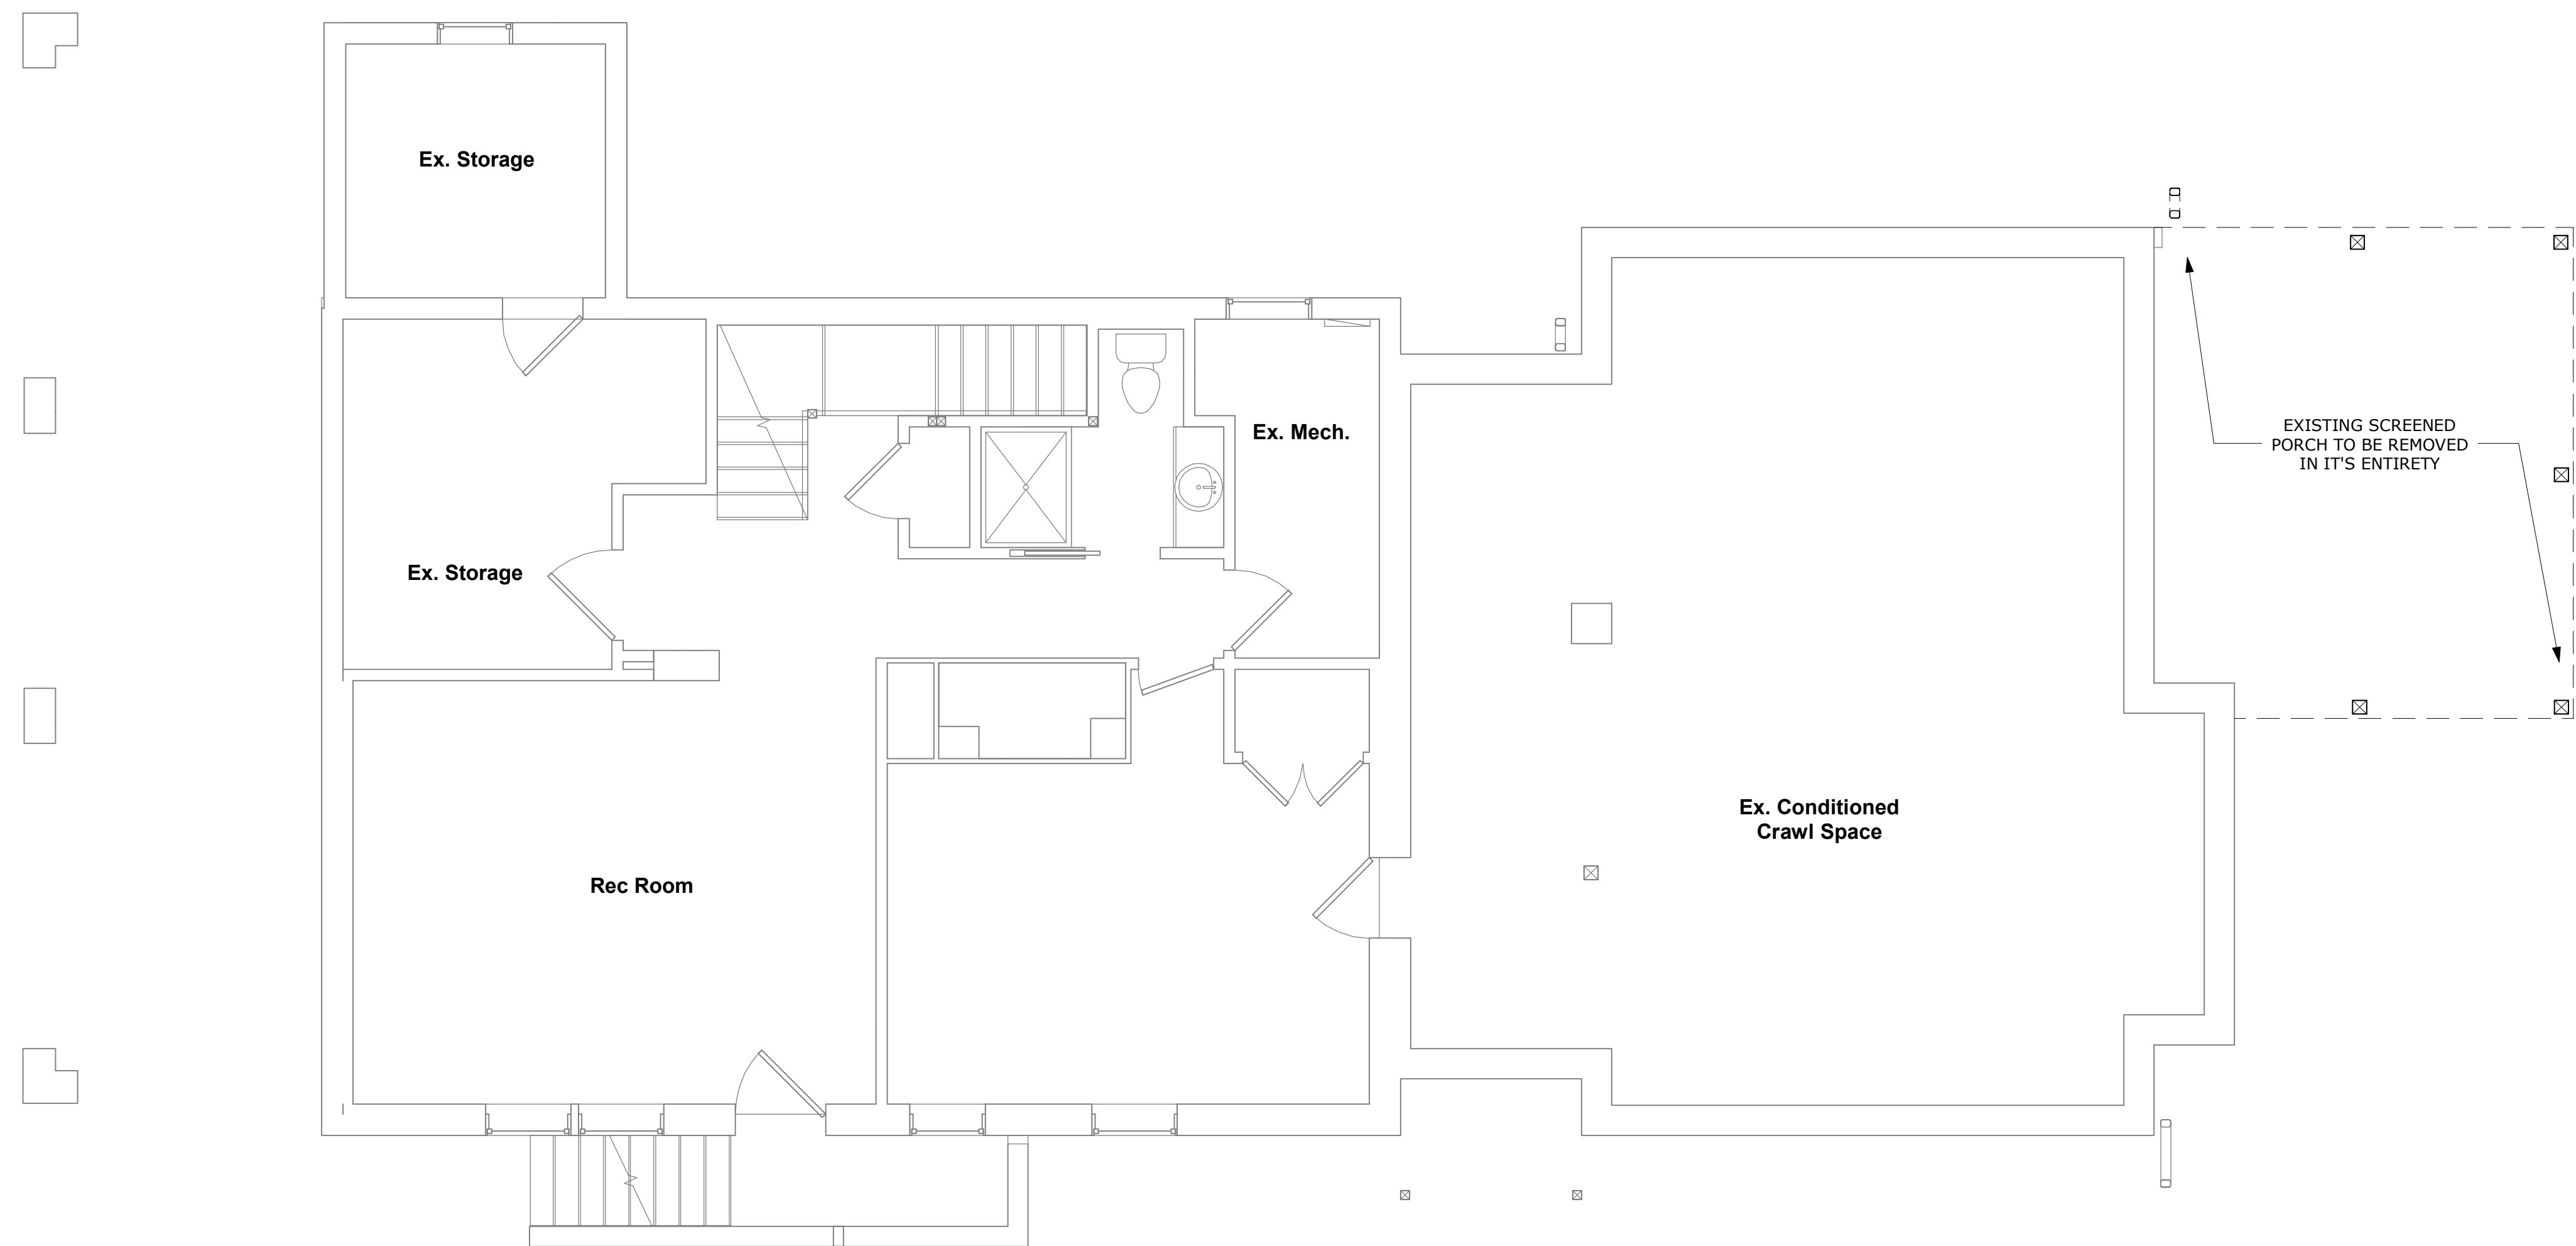 Ex. Storage
Ex. Mech.
EXISTING SCREENED
PORCH TO BE REMOVED
IN IT'S ENTIRETY
Ex. Storage
Ex. Conditioned
Crawl Space
Rec Room